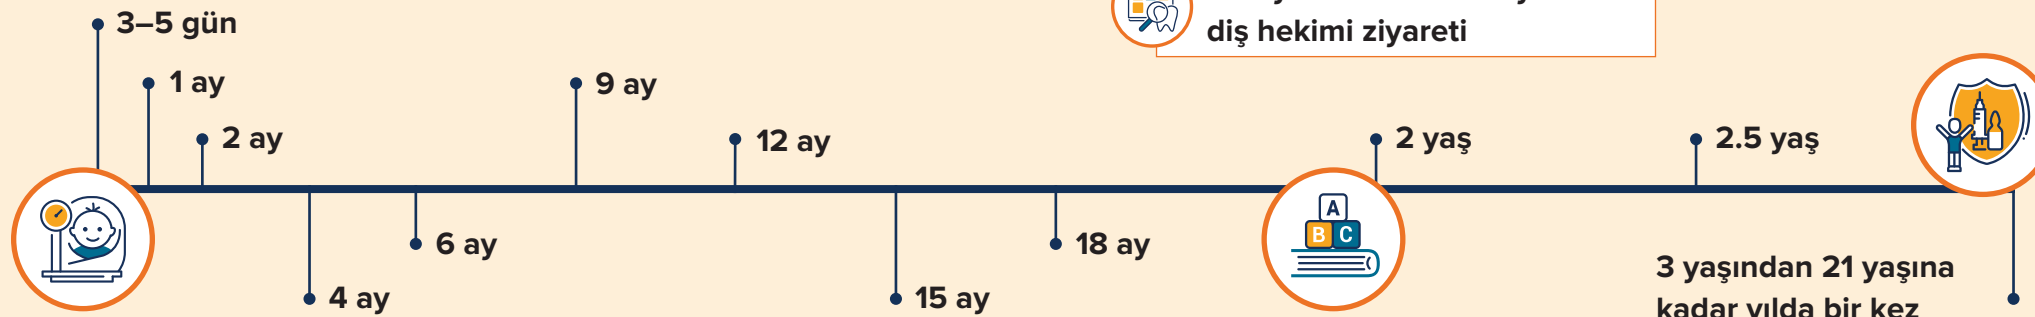 diş hekimi ziyareti
3–5 gün
1 ay
2 ay
4 ay
6 ay
9 ay
12 ay
15 ay
18 ay
A
B C
2 yaş
2.5 yaş
3 yaşından 21 yaşına
kadar yılda bir kez